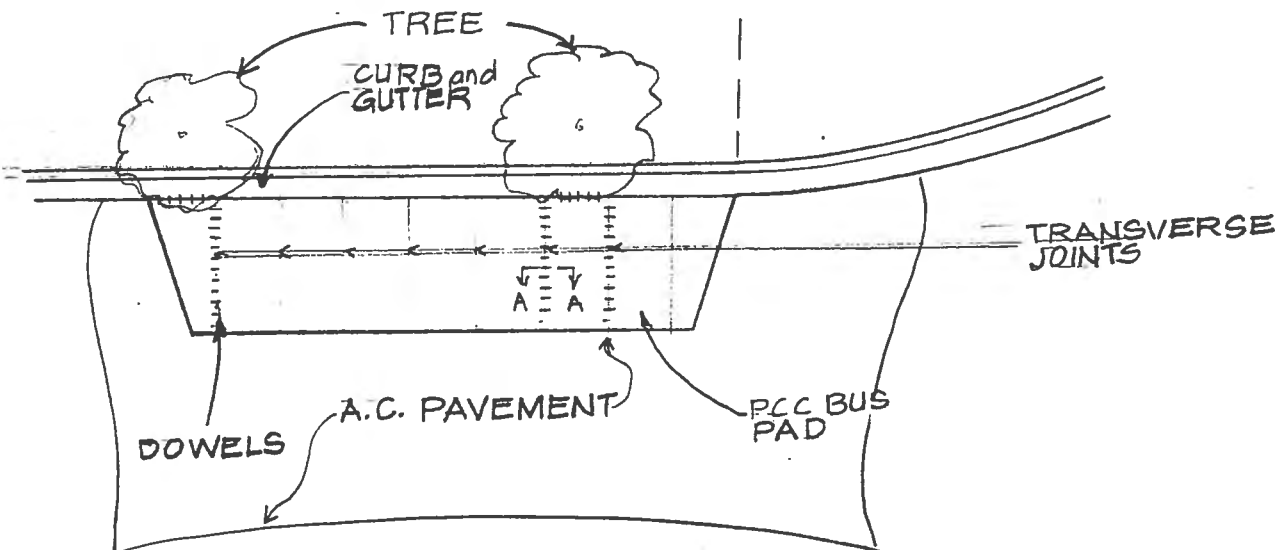 TREE
CURB and
GUTTER
TRANSVERSE
JOINTS
A A
A.C. PAVEMENT
PCC BUS
PAD
DOWELS